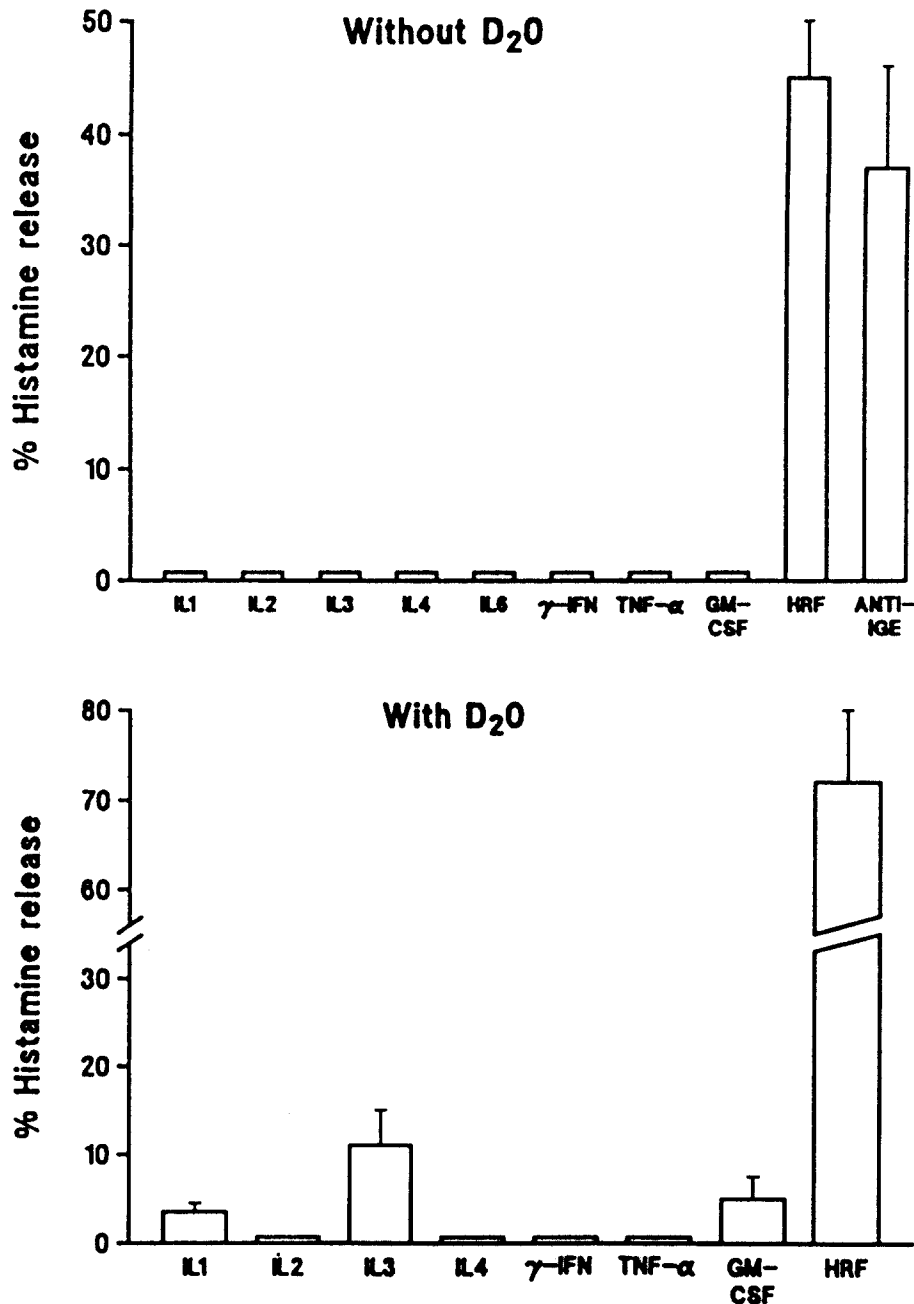 Without D₂O
% Histamine release
50
40
30
20
10
0
IL1 IL2 IL3 IL4 IL6 γ-IFN TNF-α GM-CSF HRF ANTI-IGE
With D₂O
% Histamine release
80
70
60
30
20
10
0
IL1 IL2 IL3 IL4 γ-IFN TNF-α GM-CSF HRF